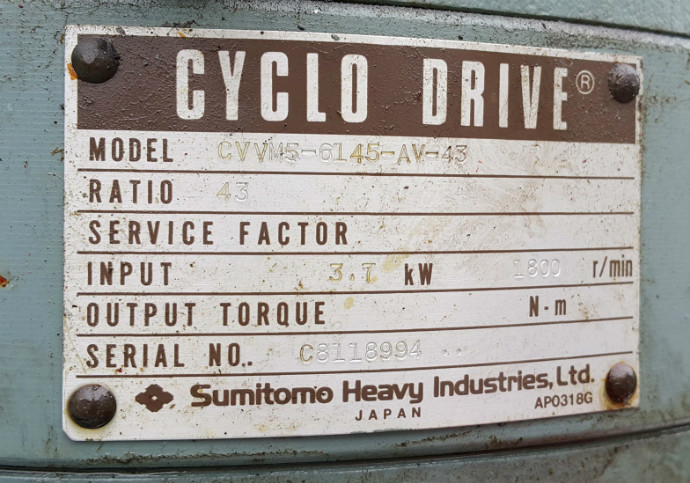 CYCLO DRIVE®
MODEL CVVM5-6145-AV-43
RATIO 43
SERVICE FACTOR
INPUT 3.7 kW 1800 r/min
OUTPUT TORQUE N·m
SERIAL NO. C8118994
Sumitomo Heavy Industries, Ltd.
JAPAN AP0318G